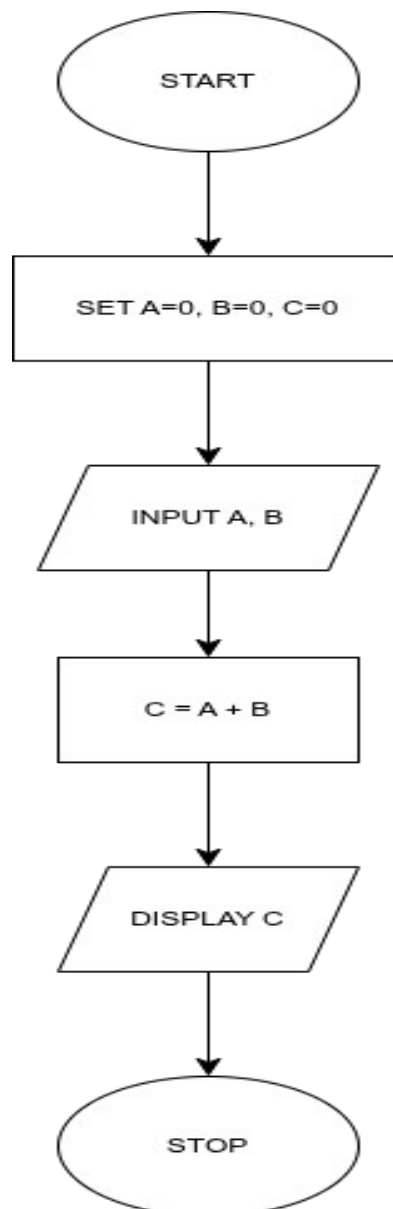 START
SET A=0, B=0, C=0
INPUT A, B
C = A + B
DISPLAY C
STOP